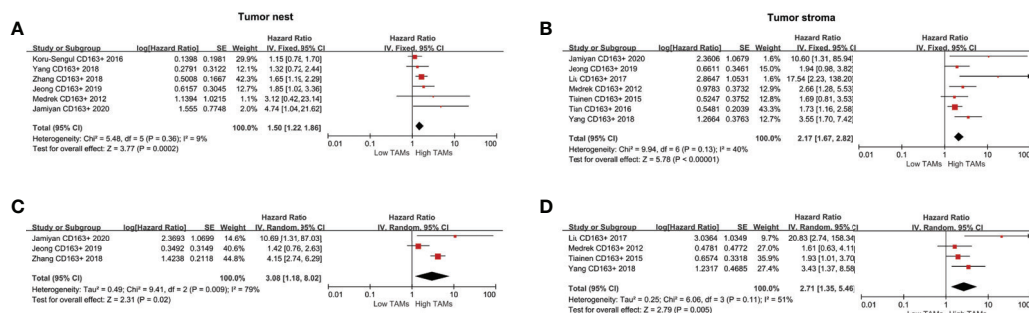 Tumor nest
A
Hazard Ratio Hazard Ratio
Study or Subgroup log[Hazard Ratio] SE Weight IV, Fixed, 95% CI IV, Fixed, 95% CI
Koru-Sengul CD163+ 2016 0.1398 0.1981 29.9% 1.15 [0.78, 1.70]
Yang CD163+ 2018 0.2791 0.3122 12.1% 1.32 [0.72, 2.44]
Zhang CD163+ 2018 0.5008 0.1667 42.3% 1.65 [1.19, 2.29]
Jeong CD163+ 2019 0.6157 0.3045 12.7% 1.85 [1.02, 3.36]
Medrek CD163+ 2012 1.1394 1.0215 1.1% 3.12 [0.42, 23.14]
Jamiyan CD163+ 2020 1.555 0.7748 2.0% 4.74 [1.04, 21.62]
Total (95% CI) 100.0% 1.50 [1.22, 1.86]
Heterogeneity: Chi² = 5.48, df = 5 (P = 0.36); I² = 9%
Test for overall effect: Z = 3.77 (P = 0.0002)
0.01 0.1 1 10 100
Low TAMs High TAMs
Tumor stroma
B
Hazard Ratio Hazard Ratio
Study or Subgroup log[Hazard Ratio] SE Weight IV, Fixed, 95% CI IV, Fixed, 95% CI
Jamiyan CD163+ 2020 2.3606 1.0679 1.6% 10.60 [1.31, 85.94]
Jeong CD163+ 2019 0.6611 0.3461 15.0% 1.94 [0.98, 3.82]
Liτ CD163+ 2017 2.8647 1.0531 1.6% 17.54 [2.23, 138.20]
Medrek CD163+ 2012 0.9783 0.3732 12.9% 2.66 [1.28, 5.53]
Tiainen CD163+ 2015 0.5247 0.3752 12.8% 1.69 [0.81, 3.53]
Tian CD163+ 2016 0.5481 0.2039 43.3% 1.73 [1.16, 2.58]
Yang CD163+ 2018 1.2664 0.3763 12.7% 3.55 [1.70, 7.42]
Total (95% CI) 100.0% 2.17 [1.67, 2.82]
Heterogeneity: Chi² = 9.94, df = 6 (P = 0.13); I² = 40%
Test for overall effect: Z = 5.78 (P < 0.00001)
0.01 0.1 1 10 100
Low TAMs High TAMs
C
Hazard Ratio Hazard Ratio
Study or Subgroup log[Hazard Ratio] SE Weight IV, Random, 95% CI IV, Random, 95% CI
Jamiyan CD163+ 2020 2.3693 1.0699 14.6% 10.69 [1.31, 87.03]
Jeong CD163+ 2019 0.3492 0.3149 40.6% 1.42 [0.76, 2.63]
Zhang CD163+ 2018 1.4238 0.2118 44.8% 4.15 [2.74, 6.29]
Total (95% CI) 100.0% 3.08 [1.18, 8.02]
Heterogeneity: Tau² = 0.49; Chi² = 9.41, df = 2 (P = 0.009); I² = 79%
Test for overall effect: Z = 2.31 (P = 0.02)
0.01 0.1 1 10 100
Low TAMs High TAMs
D
Hazard Ratio Hazard Ratio
Study or Subgroup log[Hazard Ratio] SE Weight IV, Random, 95% CI IV, Random, 95% CI
Liτ CD163+ 2017 3.0364 1.0349 9.7% 20.83 [2.74, 158.34]
Medrek CD163+ 2012 0.4781 0.4772 27.0% 1.61 [0.63, 4.11]
Tiainen CD163+ 2015 0.6574 0.3318 35.9% 1.93 [1.01, 3.70]
Yang CD163+ 2018 1.2317 0.4685 27.4% 3.43 [1.37, 8.58]
Total (95% CI) 100.0% 2.71 [1.35, 5.46]
Heterogeneity: Tau² = 0.25; Chi² = 6.06, df = 3 (P = 0.11); I² = 51%
Test for overall effect: Z = 2.79 (P = 0.005)
0.01 0.1 1 10 100
Low TAMs High TAMs